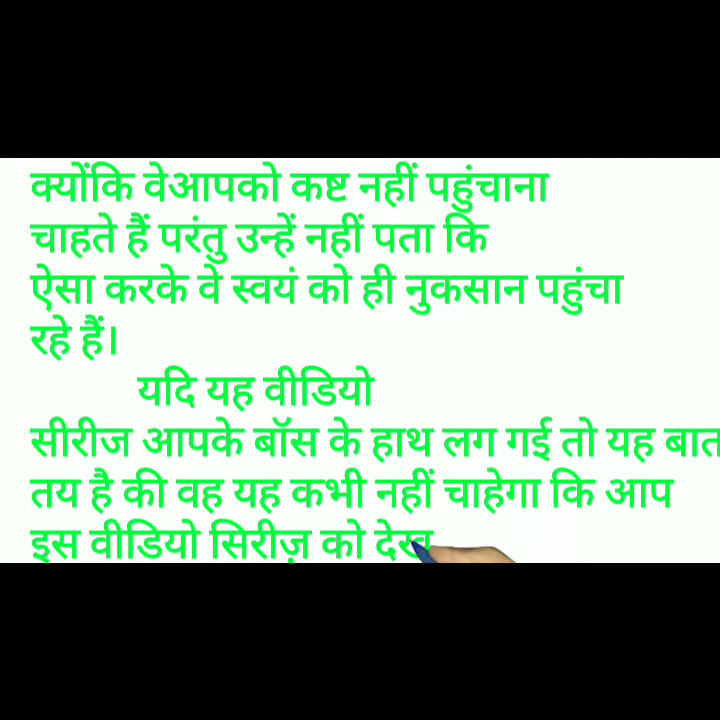 क्योंकि वेआपको कष्ट नहीं पहुंचाना
चाहते हैं परंतु उन्हें नहीं पता कि
ऐसा करके वे स्वयं को ही नुकसान पहुंचा
रहे हैं।
यदि यह वीडियो
सीरीज आपके बॉस के हाथ लग गई तो यह बात
तय है की वह यह कभी नहीं चाहेगा कि आप
इस वीडियो सिरीज़ को देख